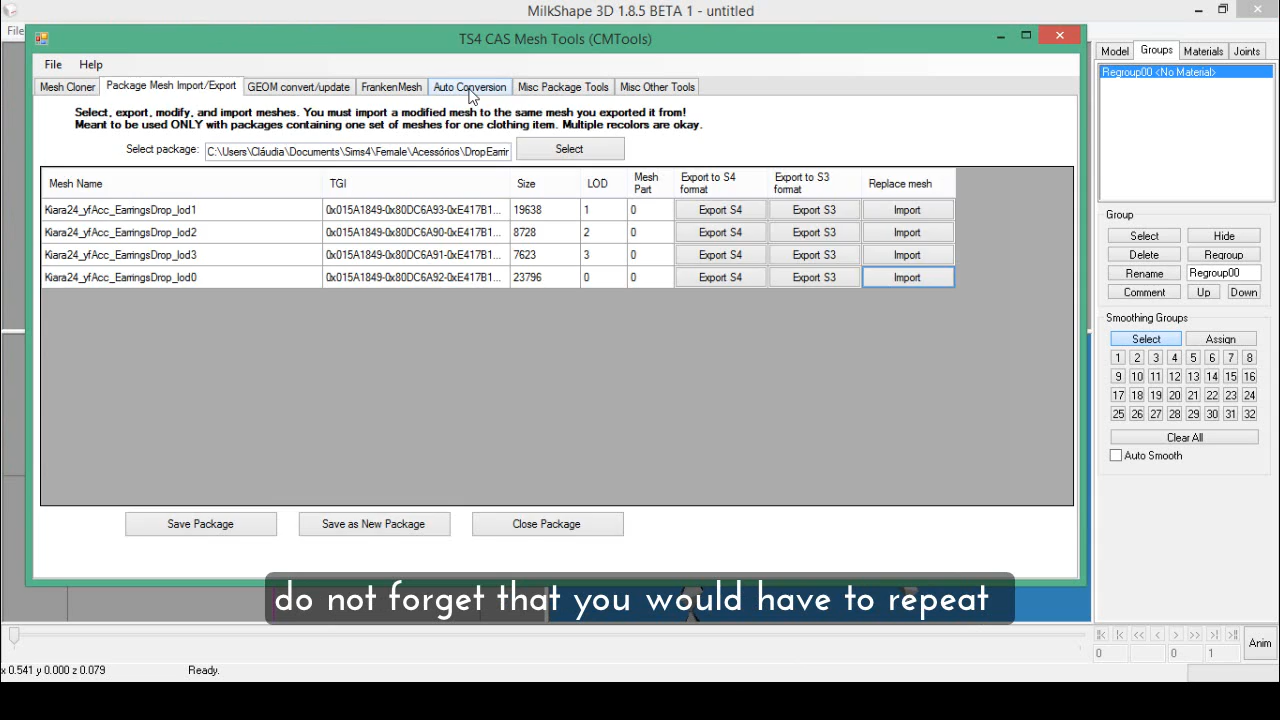 MilkShape 3D 1.8.5 BETA 1 - untitled
File
TS4 CAS Mesh Tools (CMTools)
File Help
Mesh Cloner Package Mesh Import/Export GEOM convert/update FrankenMesh Auto Conversion Misc Package Tools Misc Other Tools
Select, export, modify, and import meshes. You must import a modified mesh to the same mesh you exported it from!
Meant to be used ONLY with packages containing one set of meshes for one clothing item. Multiple recolors are okay.
Select package: C:\Users\Cláudia\Documents\Sims4\Female\Acessórios\DropEarrir Select
Mesh Name TGI Size LOD Mesh Part Export to S4 format Export to S3 format Replace mesh
Kiara24_yfAcc_EarringsDrop_lod1 0x015A1849-0x80DC6A93-0xE417B1... 19638 1 0 Export S4 Export S3 Import
Kiara24_yfAcc_EarringsDrop_lod2 0x015A1849-0x80DC6A90-0xE417B1... 8728 2 0 Export S4 Export S3 Import
Kiara24_yfAcc_EarringsDrop_lod3 0x015A1849-0x80DC6A91-0xE417B1... 7623 3 0 Export S4 Export S3 Import
Kiara24_yfAcc_EarringsDrop_lod0 0x015A1849-0x80DC6A92-0xE417B1... 23796 0 0 Export S4 Export S3 Import
Save Package Save as New Package Close Package
Model Groups Materials Joints
Regroup00 <No Material>
Group
Select Hide
Delete Regroup
Rename Regroup00
Comment Up Down
Smoothing Groups
Select Assign
1 2 3 4 5 6 7 8
9 10 11 12 13 14 15 16
17 18 19 20 21 22 23 24
25 26 27 28 29 30 31 32
Clear All
Auto Smooth
do not forget that you would have to repeat
0 0 1 Anim
x 0.541 y 0.000 z 0.079 Ready.